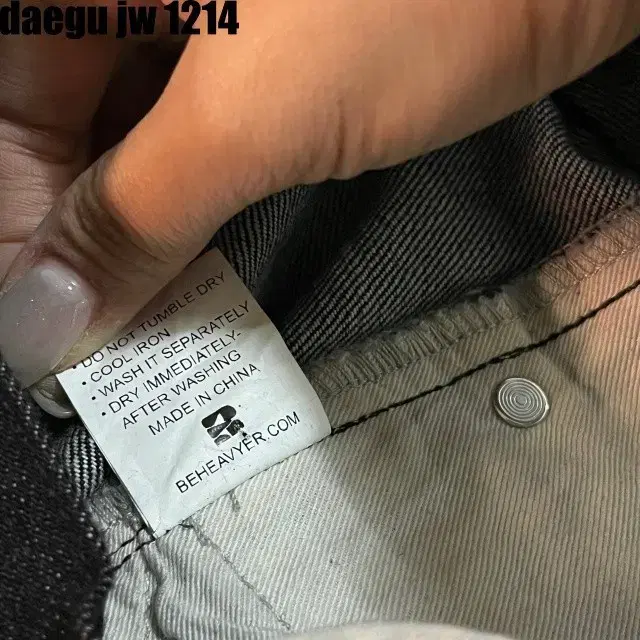 daegu jw 1214
• DO NOT TUMBLE DRY
• COOL IRON
• WASH IT SEPARATELY
• DRY IMMEDIATELY-
AFTER WASHING
MADE IN CHINA
BEHEAVYER.COM